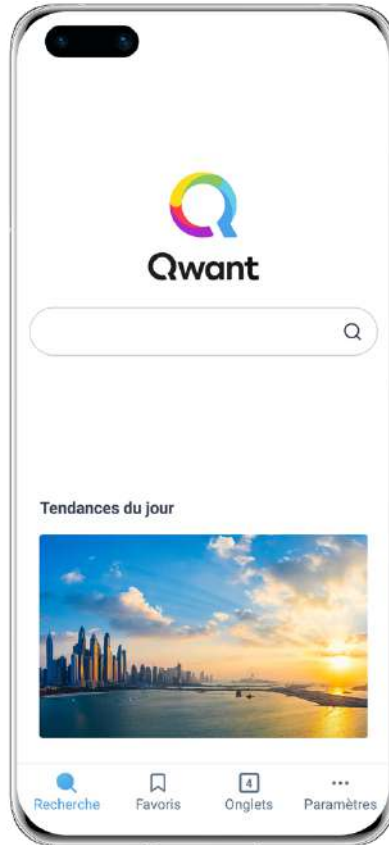 Qwant
Tendances du jour
4
Recherche
Favoris
Onglets
Paramètres